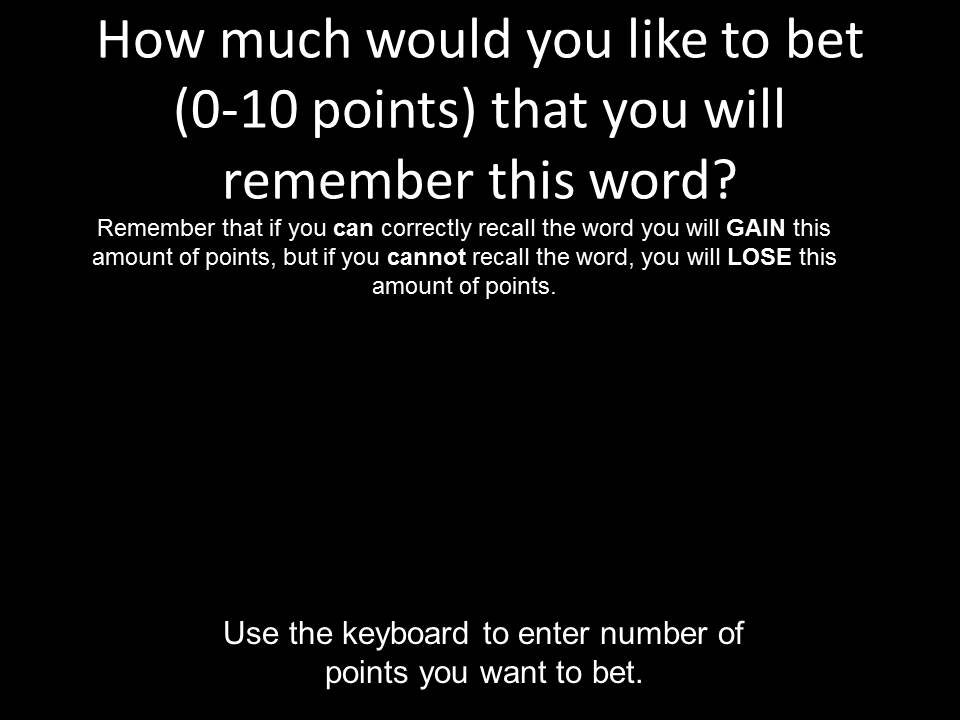 How much would you like to bet
(0-10 points) that you will
remember this word?
Remember that if you can correctly recall the word you will GAIN this
amount of points, but if you cannot recall the word, you will LOSE this
amount of points.
Use the keyboard to enter number of
points you want to bet.